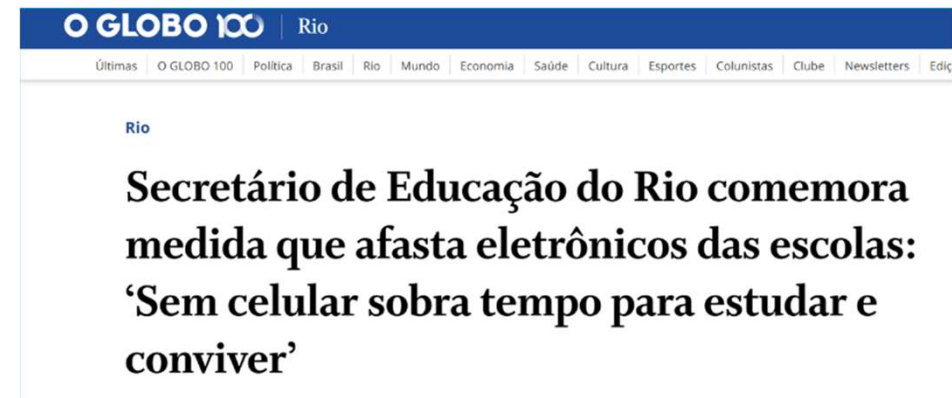 O GLOBO 100 Rio
Últimas O GLOBO 100 Política Brasil Rio Mundo Economia Saúde Cultura Esportes Colunistas Clube Newsletters
Rio
Secretário de Educação do Rio comemora
medida que afasta eletrônicos das escolas:
‘Sem celular sobra tempo para estudar e
conviver’